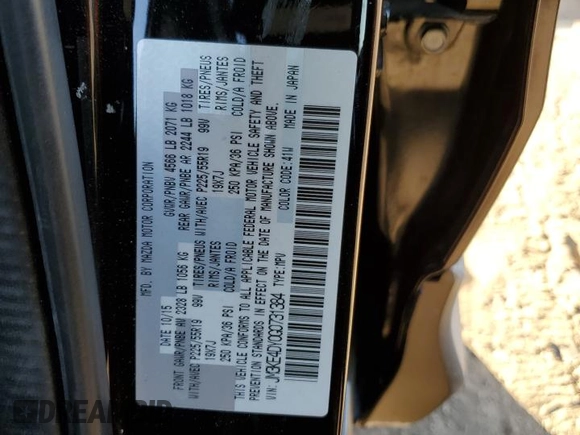 MFD. BY MAZDA MOTOR CORPORATION
DATE 10/15 GVWR/PNBV 4566 LB 2071 KG
FRONT GAWR/PNBE AV 2328 LB 1056 KG REAR GAWR/PNBE AR 2244 LB 1018 KG
WITH/AVEC P225/55R19 99V TIRES/PNEUS WITH/AVEC P225/55R19 99V TIRES/PNEUS
19X7J RIMS/JANTES 19X7J RIMS/JANTES
250 KPA/36 PSI COLD/A FROID 250 KPA/36 PSI COLD/A FROID
THIS VEHICLE CONFORMS TO ALL APPLICABLE FEDERAL MOTOR VEHICLE SAFETY AND THEFT
PREVENTION STANDARDS IN EFFECT ON THE DATE OF MANUFACTURE SHOWN ABOVE.
VIN: JM3KE4DY0G0731384 TYPE: MPV COLOR CODE: 41W MADE IN JAPAN
DREAMBID